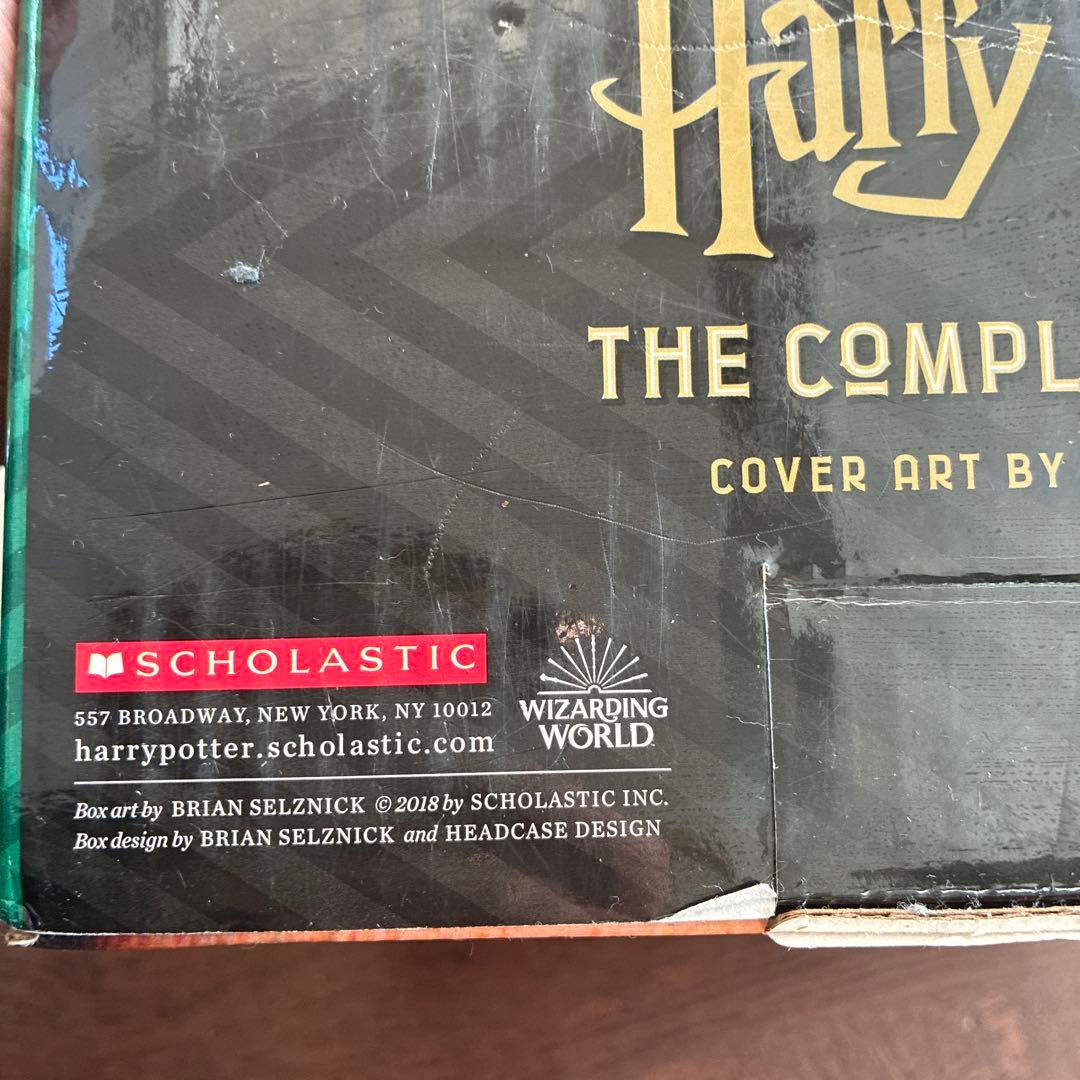 Harry
THE COMPL
COVER ART BY
SCHOLASTIC
557 BROADWAY, NEW YORK, NY 10012
harrypotter.scholastic.com
WIZARDING
WORLD
Box art by BRIAN SELZNICK © 2018 by SCHOLASTIC INC.
Box design by BRIAN SELZNICK and HEADCASE DESIGN